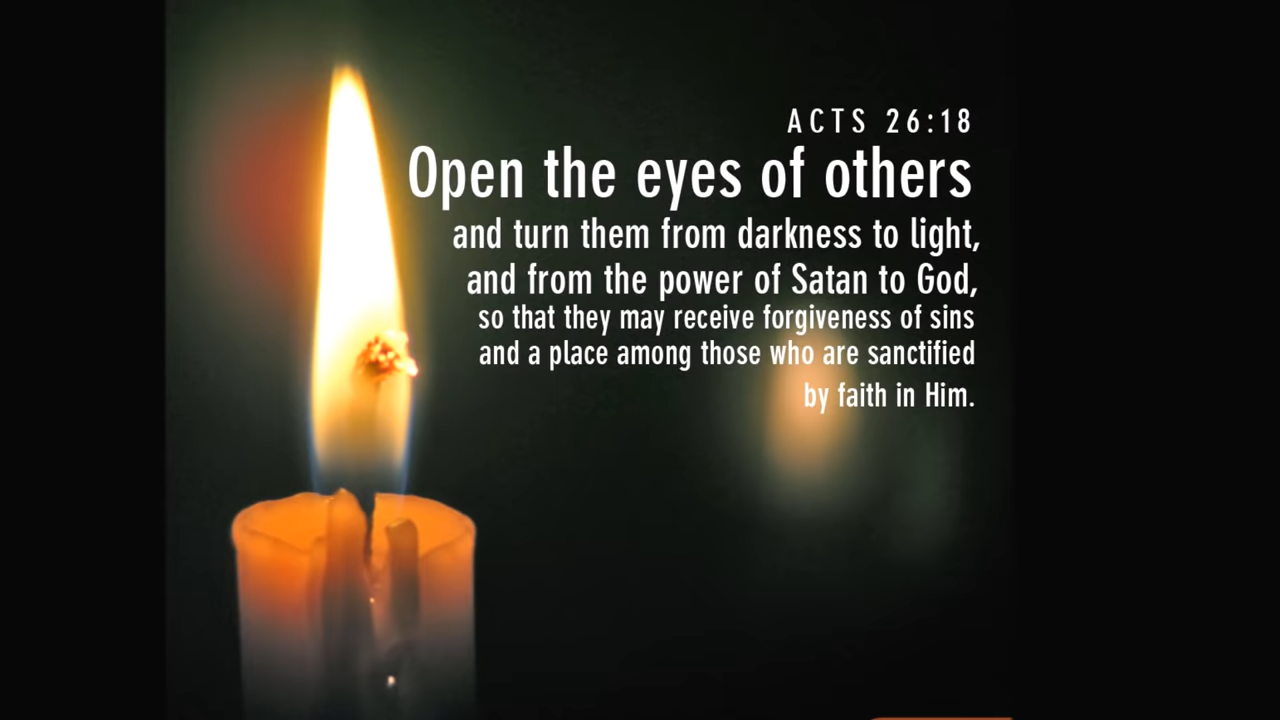 ACTS 26:18
Open the eyes of others
and turn them from darkness to light,
and from the power of Satan to God,
so that they may receive forgiveness of sins
and a place among those who are sanctified
by faith in Him.